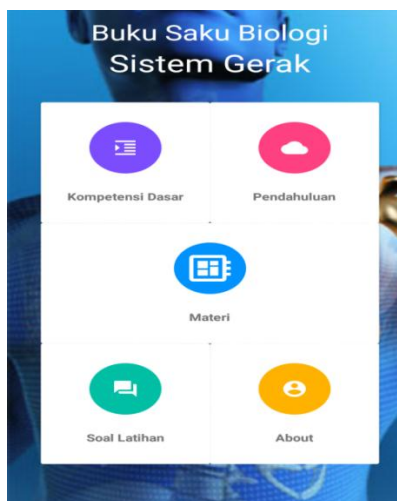 Buku Saku Biologi
Sistem Gerak
Kompetensi Dasar
Pendahuluan
Materi
Soal Latihan
About